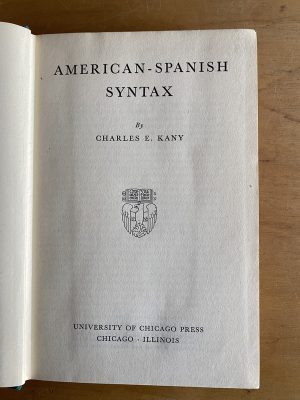 AMERICAN-SPANISH
SYNTAX
By
CHARLES E. KANY
UNIVERSITY OF CHICAGO PRESS
CHICAGO · ILLINOIS